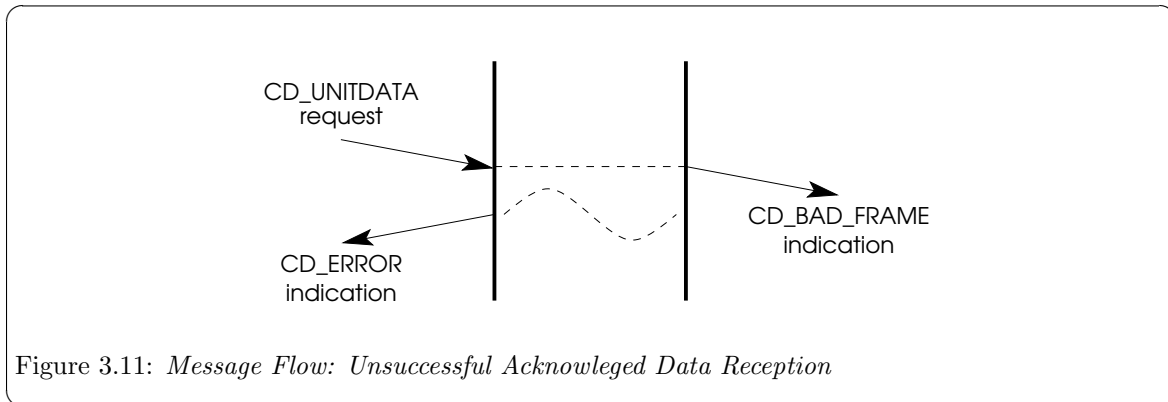 CD_UNITDATA
request
CD_BAD_FRAME
indication
CD_ERROR
indication
Figure 3.11: Message Flow: Unsuccessful Acknowleged Data Reception